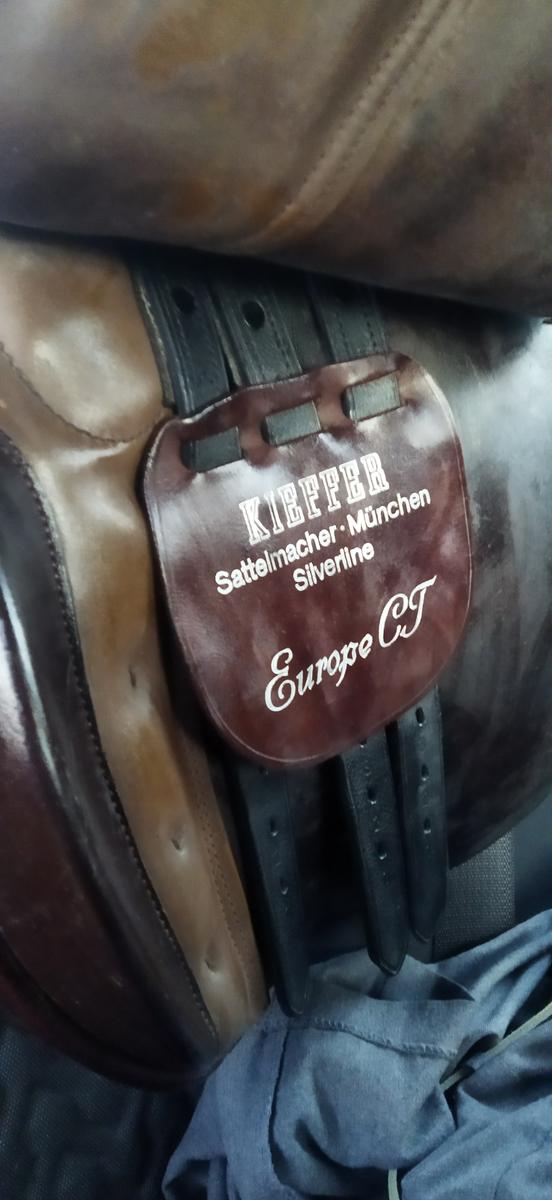 KIEFFER
Sattelmacher · München
Silverline
Europe CT